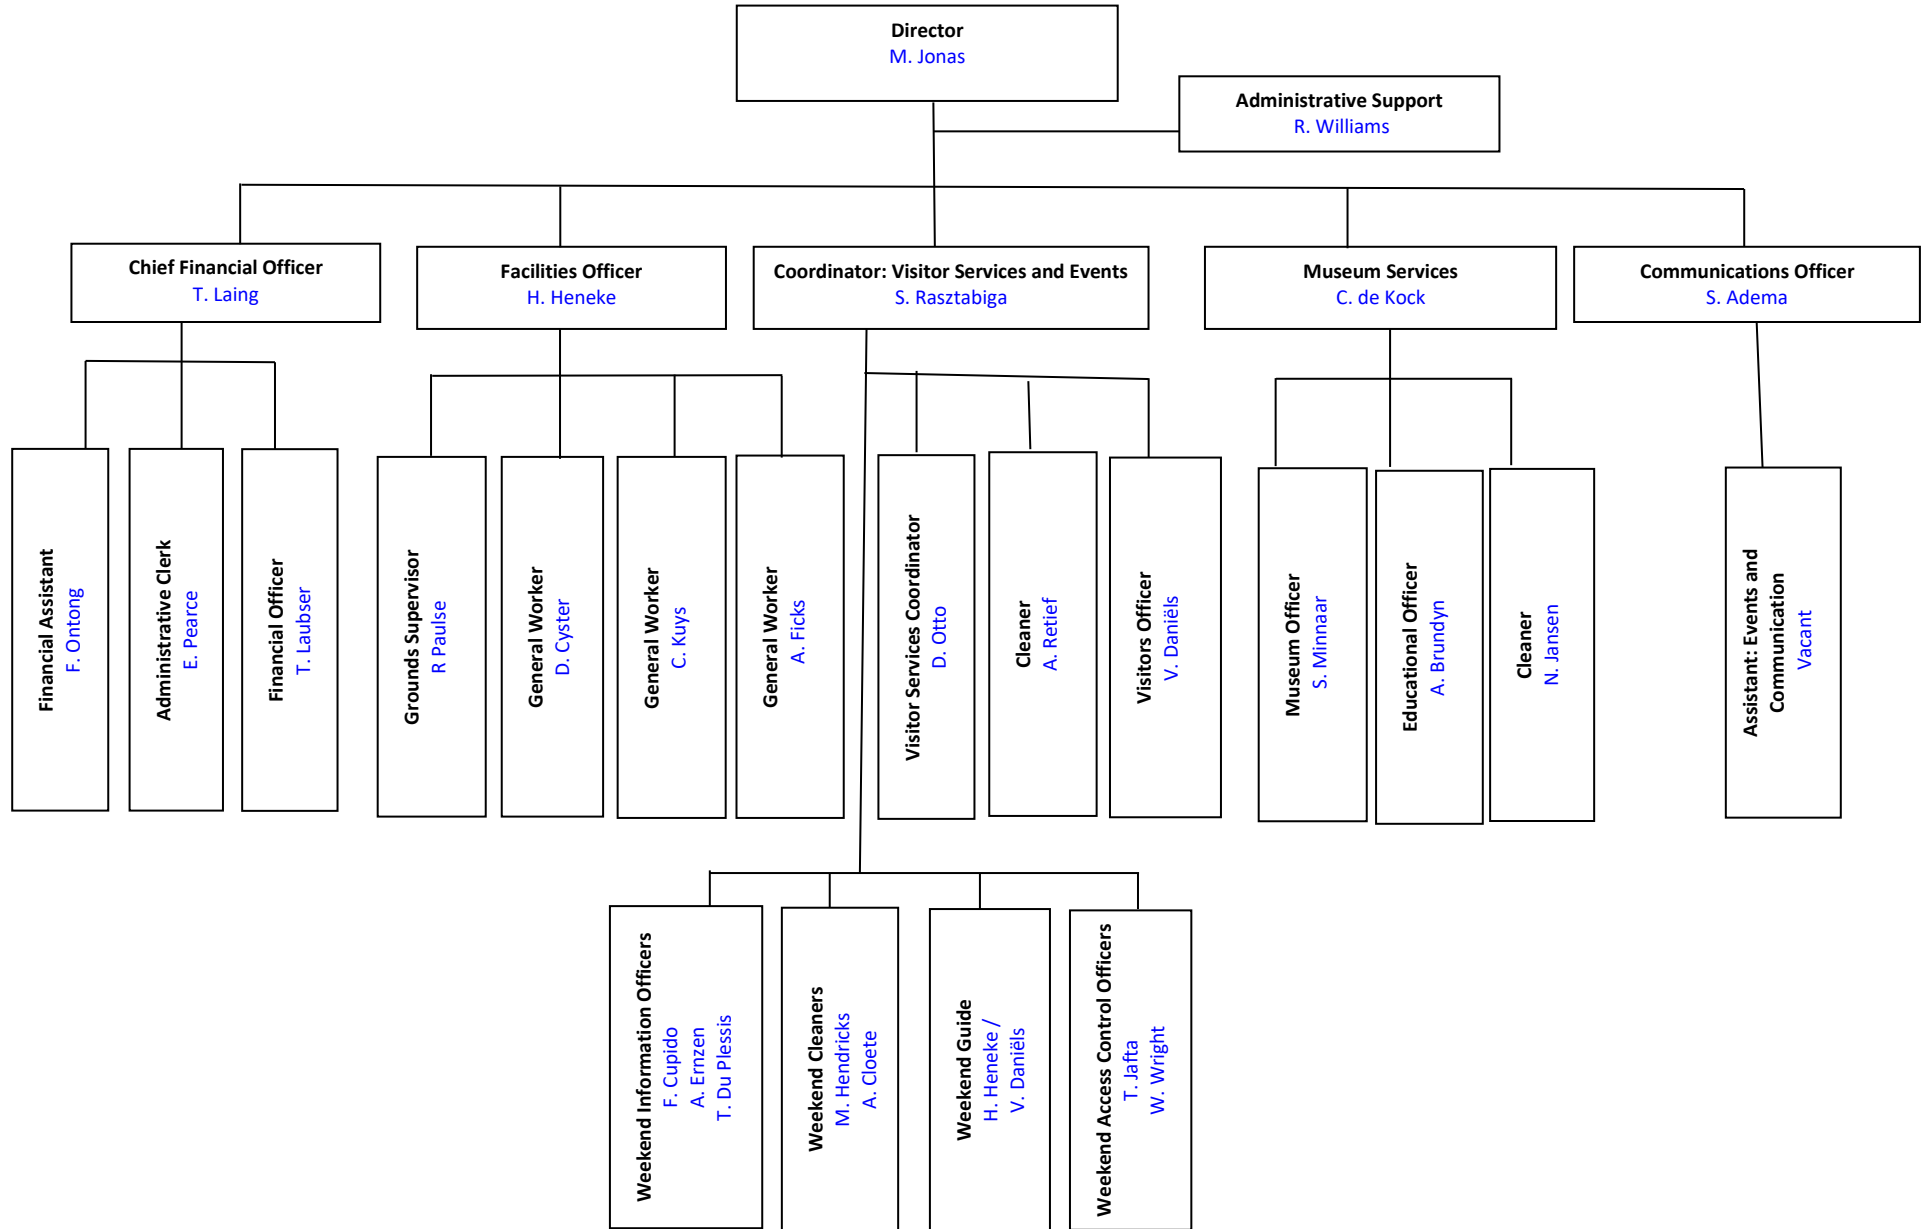 Director
M. Jonas
Administrative Support
R. Williams
Chief Financial Officer
T. Laing
Facilities Officer
H. Heneke
Coordinator: Visitor Services and Events
S. Rasztabiga
Museum Services
C. de Kock
Communications Officer
S. Adema
Financial Assistant
F. Ontong
Administrative Clerk
E. Pearce
Financial Officer
T. Laubser
Grounds Supervisor
R Paulse
General Worker
D. Cyster
General Worker
C. Kuys
General Worker
A. Ficks
Visitor Services Coordinator
D. Otto
Cleaner
A. Retief
Visitors Officer
V. Daniëls
Museum Officer
S. Minnaar
Educational Officer
A. Brundyn
Cleaner
N. Jansen
Assistant: Events and
Communication
Vacant
Weekend Information Officers
F. Cupido
A. Ernzen
T. Du Plessis
Weekend Cleaners
M. Hendricks
A. Cloete
Weekend Guide
H. Heneke /
V. Daniëls
Weekend Access Control Officers
T. Jafta
W. Wright